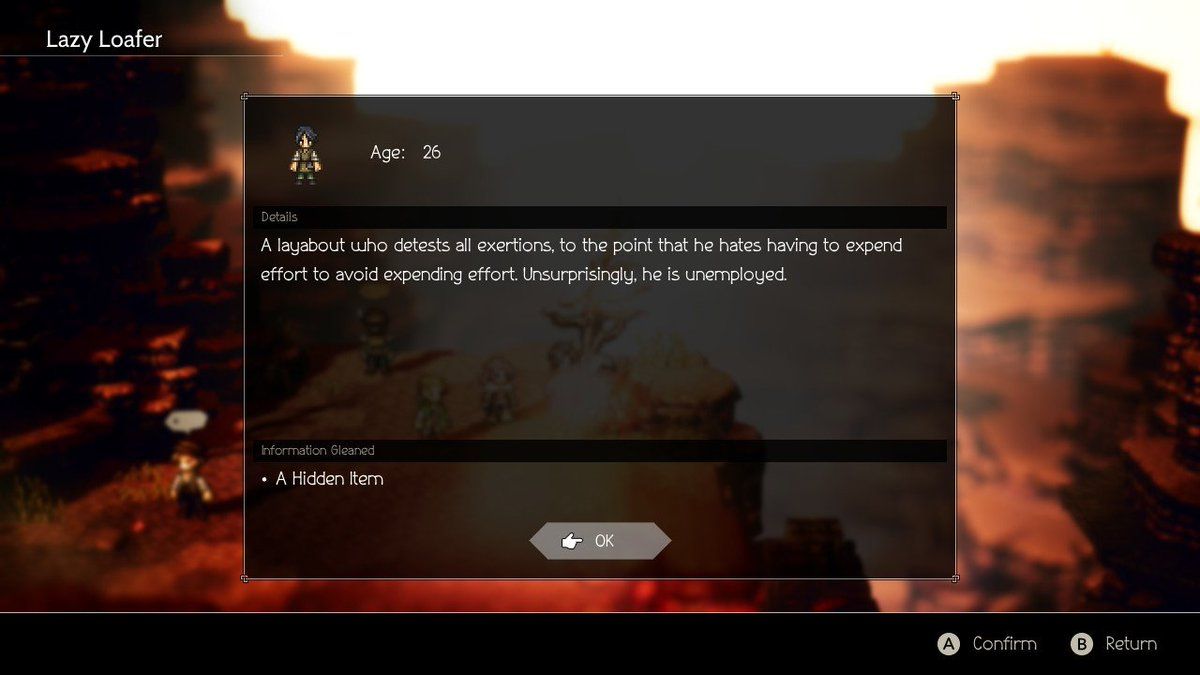 Lazy Loafer
Age: 26
Details
A layabout who detests all exertions, to the point that he hates having to expend
effort to avoid expending effort. Unsurprisingly, he is unemployed.
Information Gleaned
• A Hidden Item
OK
A Confirm B Return